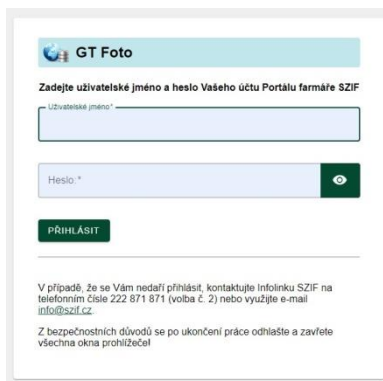 GT Foto
Zadejte uživatelské jméno a heslo Vašeho účtu Portálu farmáře SZIF
Uživatelské jméno*
Heslo:*
PŘIHLÁSIT
V případě, že se Vám nedaří přihlásit, kontaktujte Infolinku SZIF na
telefonním čísle 222 871 871 (volba č. 2) nebo využijte e-mail
info@szif.cz.
Z bezpečnostních důvodů se po ukončení práce odhlašte a zavřete
všechna okna prohlížeče!